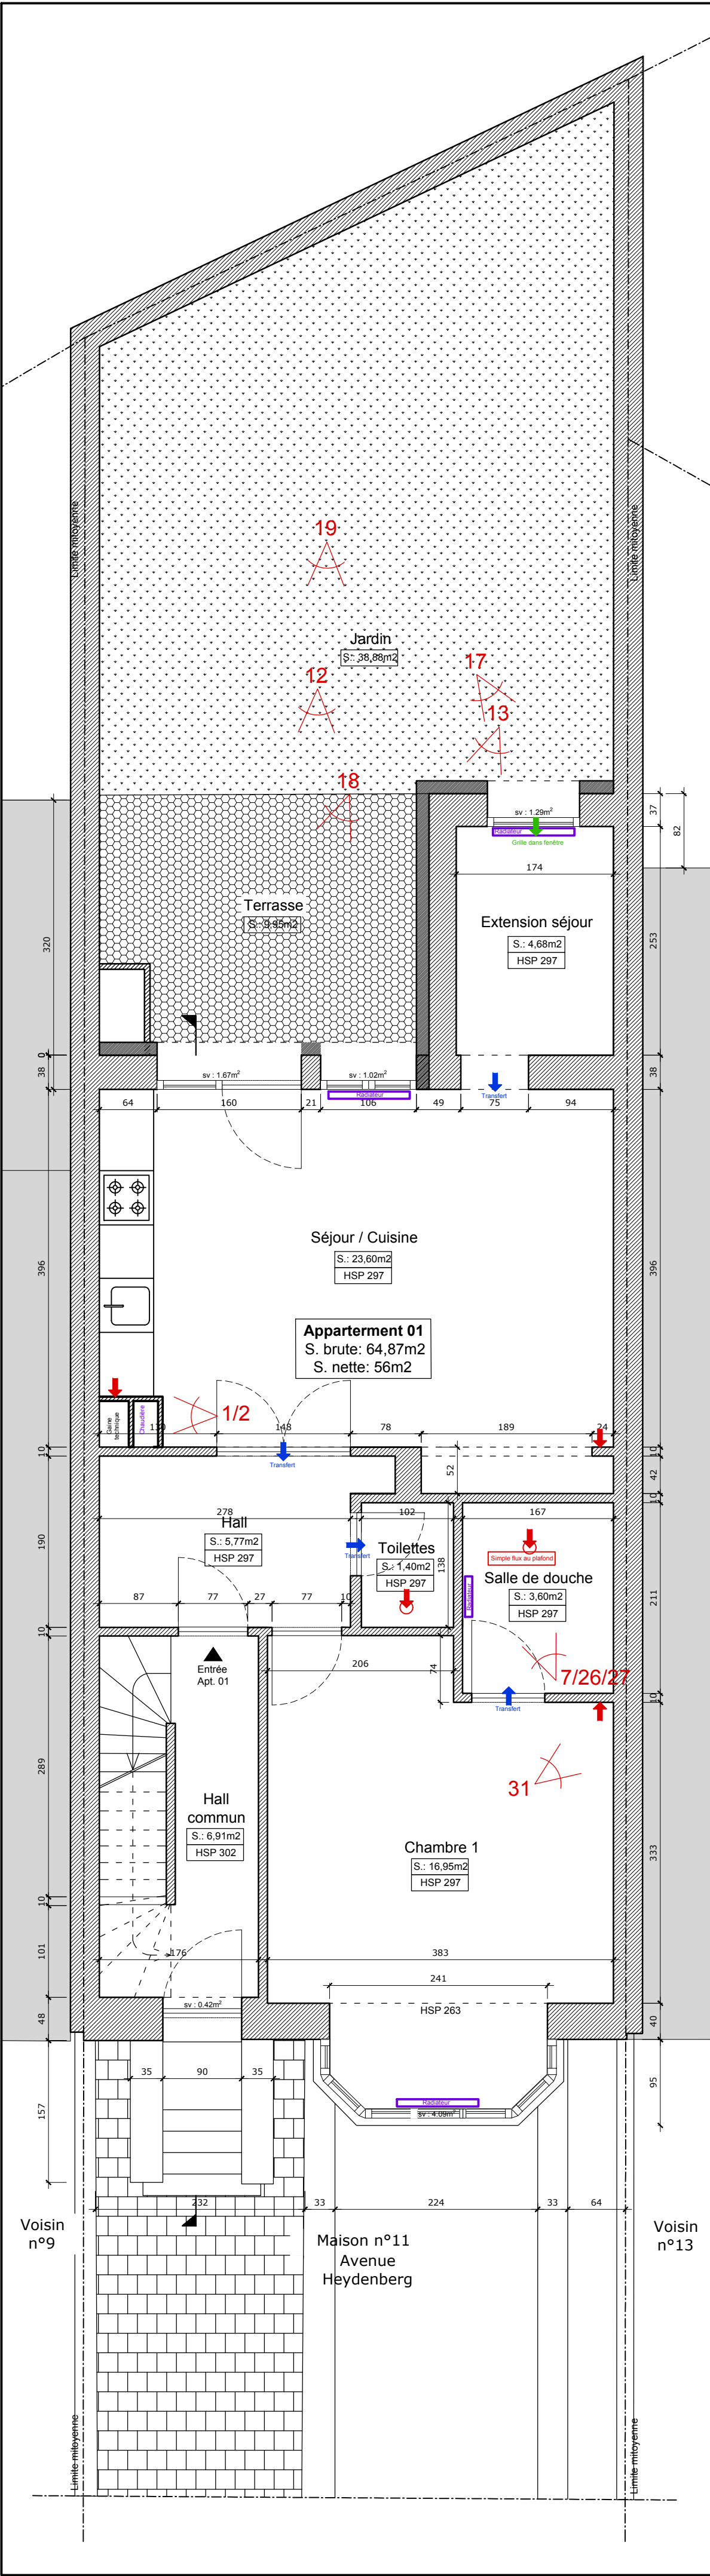 Limite mitoyenne
Limite mitoyenne
19
Jardin
S.: 38,88m2
12
17
13
18
sv : 1.29m²
Radiateur
Grille dans fenêtre
37
82
174
Terrasse
S.: 9,95m2
Extension séjour
S.: 4,68m2
HSP 297
320
253
0
38
38
sv : 1.67m²
sv : 1.02m²
Radiateur
Transfert
64
160
21
106
49
75
94
Séjour / Cuisine
S.: 23,60m2
HSP 297
396
396
Appartement 01
S. brute: 64,87m2
S. nette: 56m2
Gaine
technique
Chaudière
1/2
148
78
189
24
10
10
Transfert
52
42
10
278
102
167
Hall
S.: 5,77m2
HSP 297
190
Transfert
Toilettes
S.: 1,40m2
HSP 297
138
Simple flux au plafond
Salle de douche
S.: 3,60m2
HSP 297
Radiateur
211
87
77
27
77
10
10
Entrée
Apt. 01
206
74
7/26/27
10
Transfert
289
31
Hall
commun
S.: 6,91m2
HSP 302
Chambre 1
S.: 16,95m2
HSP 297
333
10
101
176
383
241
sv : 0.42m²
HSP 263
48
40
35
90
35
Radiateur
sv : 4.09m²
95
157
232
33
224
33
64
Voisin
n°9
Maison n°11
Avenue
Heydenberg
Voisin
n°13
Limite mitoyenne
Limite mitoyenne